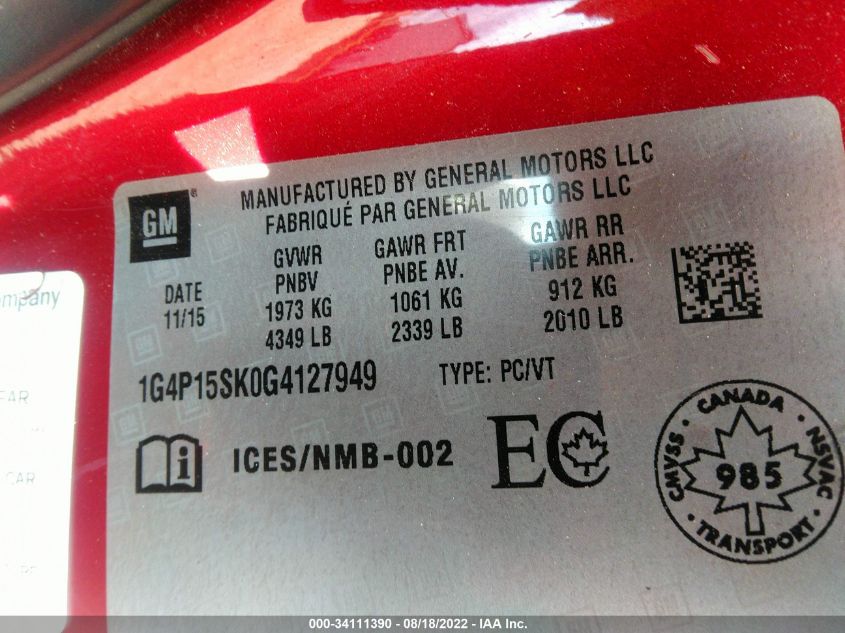 MANUFACTURED BY GENERAL MOTORS LLC
FABRIQUÉ PAR GENERAL MOTORS LLC
GM ®
DATE
11/15
GVWR
PNBV
1973 KG
4349 LB
GAWR FRT
PNBE AV.
1061 KG
2339 LB
GAWR RR
PNBE ARR.
912 KG
2010 LB
1G4P15SK0G4127949 TYPE: PC/VT
i ICES/NMB-002 EC
CANADA
CMVSS 985 NSVAC
TRANSPORT
company
CAR
000-34111390 - 08/18/2022 - IAA Inc.